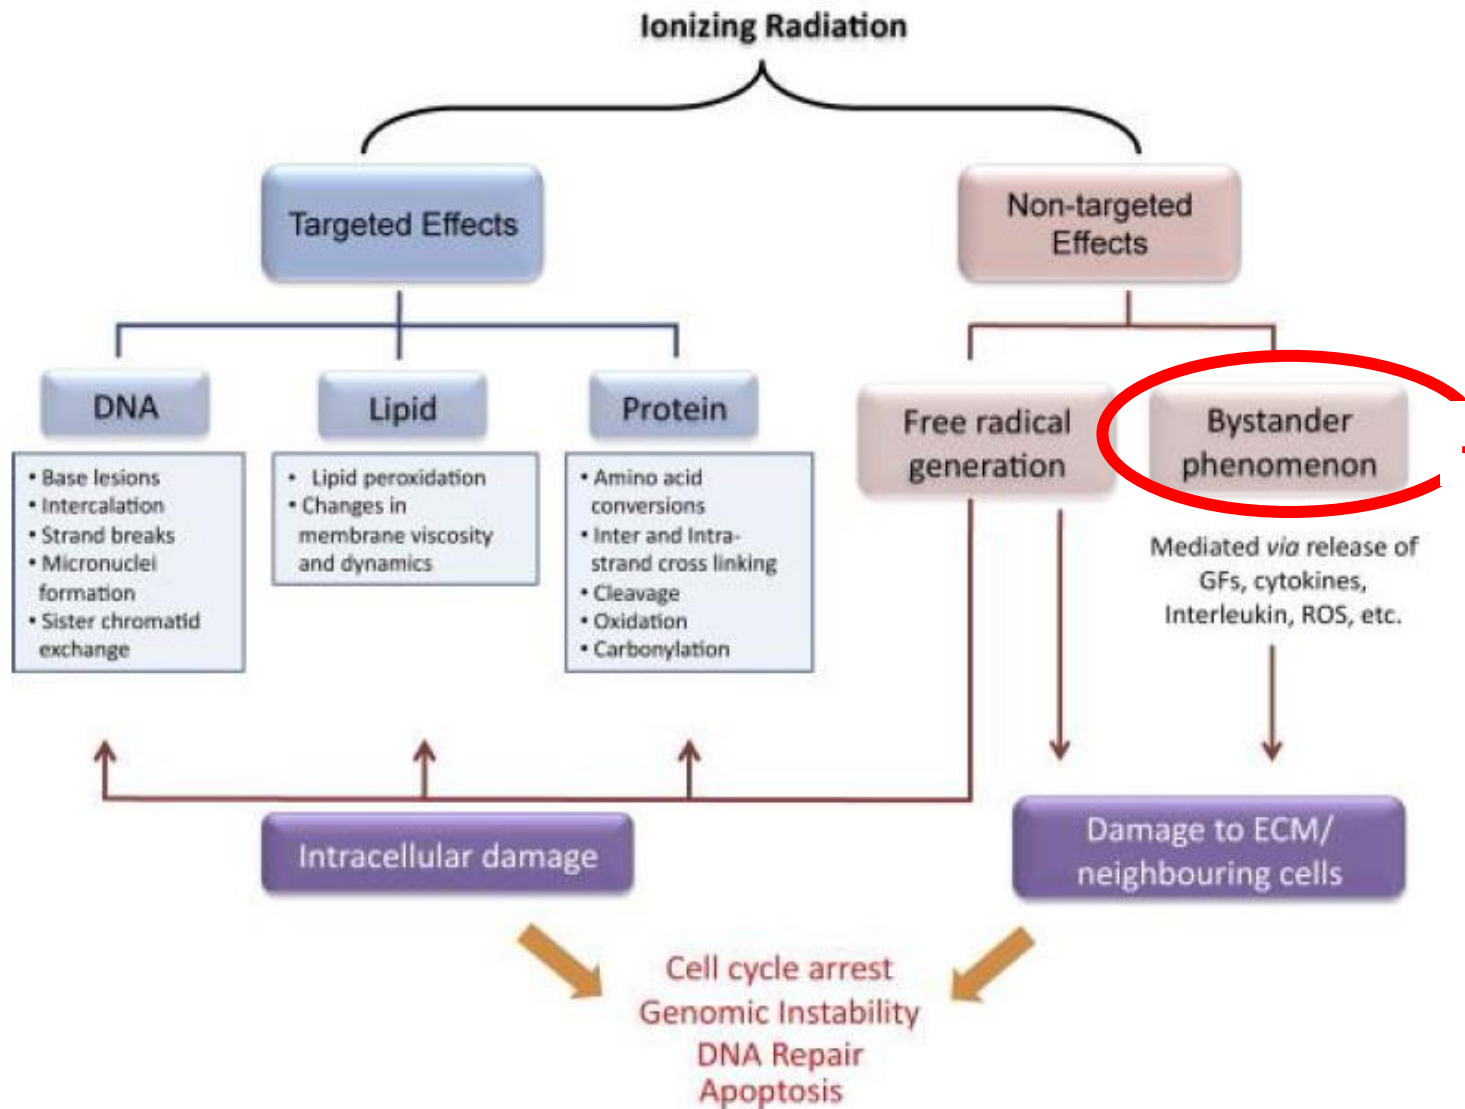 Ionizing Radiation
Targeted Effects
Non-targeted
Effects
DNA
• Base lesions
• Intercalation
• Strand breaks
• Micronuclei
formation
• Sister chromatid
exchange
Lipid
• Lipid peroxidation
• Changes in
membrane viscosity
and dynamics
Protein
• Amino acid
conversions
• Inter and Intra-
strand cross linking
• Cleavage
• Oxidation
• Carbonylation
Free radical
generation
Bystander
phenomenon
Mediated via release of
GFs, cytokines,
Interleukin, ROS, etc.
Intracellular damage
Damage to ECM/
neighbouring cells
Cell cycle arrest
Genomic Instability
DNA Repair
Apoptosis